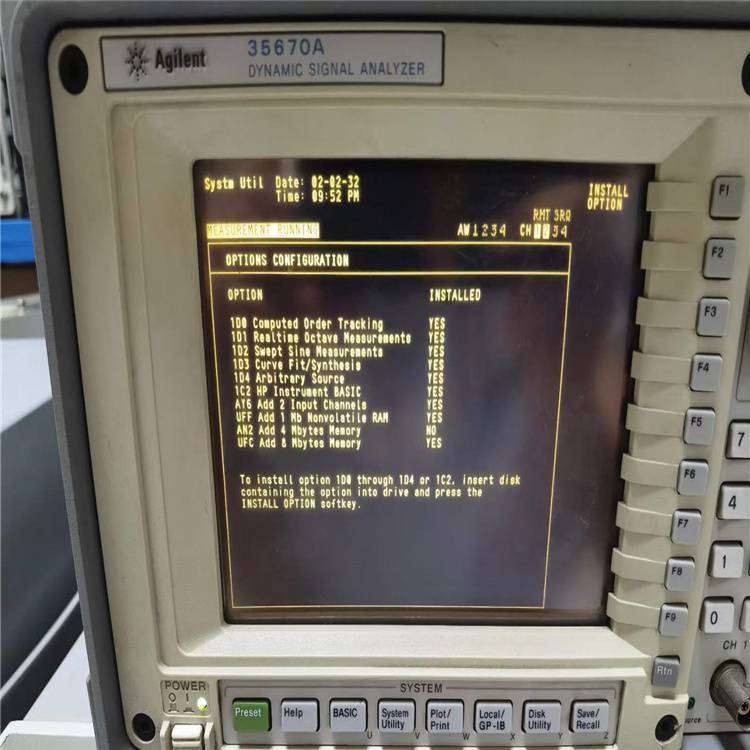 Agilent 35670A
DYNAMIC SIGNAL ANALYZER
Systm Util Date: 02-02-32
Time: 09:52 PM
INSTALL
OPTION
RMT SRQ
MEASUREMENT RUNNING AW1234 CH1234
OPTIONS CONFIGURATION
OPTION INSTALLED
1D0 Computed Order Tracking YES
1D1 Realtime Octave Measurements YES
1D2 Swept Sine Measurements YES
1D3 Curve Fit/Synthesis YES
1D4 Arbitrary Source YES
1C2 HP Instrument BASIC YES
AY6 Add 2 Input Channels YES
UFF Add 1 Mb Nonvolatile RAM YES
AN2 Add 4 Mbytes Memory NO
UFC Add 8 Mbytes Memory YES
To install option 1D0 through 1D4 or 1C2, insert disk
containing the option into drive and press the
INSTALL OPTION softkey.
F1
F2
F3
F4
F5
F6
F7
F8
F9
Rtn
7
4
1
0
CH 1
POWER
O I
SYSTEM
Preset
Help
BASIC
U
System
Utility
V
Plot/
Print
W
Local/
GP-IB
X
Disk
Utility
Y
Save/
Recall
Z